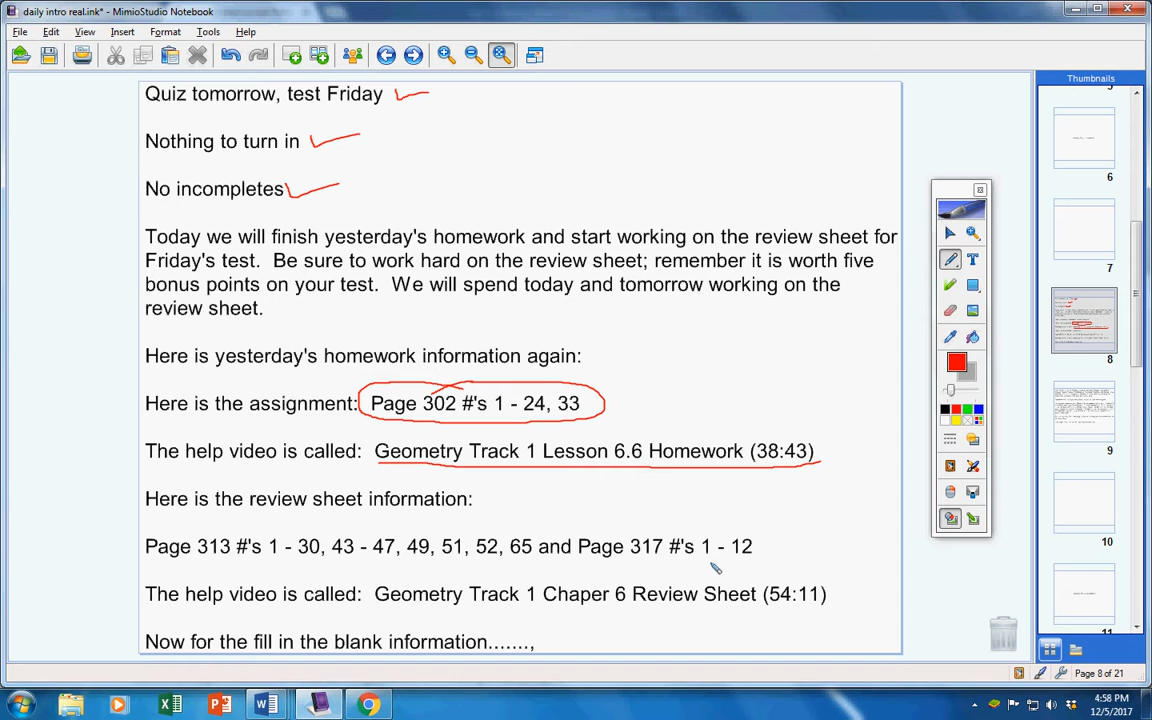 daily intro real.ink* - MimioStudio Notebook
File Edit View Insert Format Tools Help
Quiz tomorrow, test Friday
Nothing to turn in
No incompletes
Today we will finish yesterday's homework and start working on the review sheet for
Friday's test.  Be sure to work hard on the review sheet; remember it is worth five
bonus points on your test.  We will spend today and tomorrow working on the
review sheet.
Here is yesterday's homework information again:
Here is the assignment:  Page 302 #'s 1 - 24, 33
The help video is called:  Geometry Track 1 Lesson 6.6 Homework (38:43)
Here is the review sheet information:
Page 313 #'s 1 - 30, 43 - 47, 49, 51, 52, 65 and Page 317 #'s 1 - 12
The help video is called:  Geometry Track 1 Chaper 6 Review Sheet (54:11)
Now for the fill in the blank information.......,
Thumbnails
5
6
7
8
9
10
11
Page 8 of 21
4:58 PM
12/5/2017